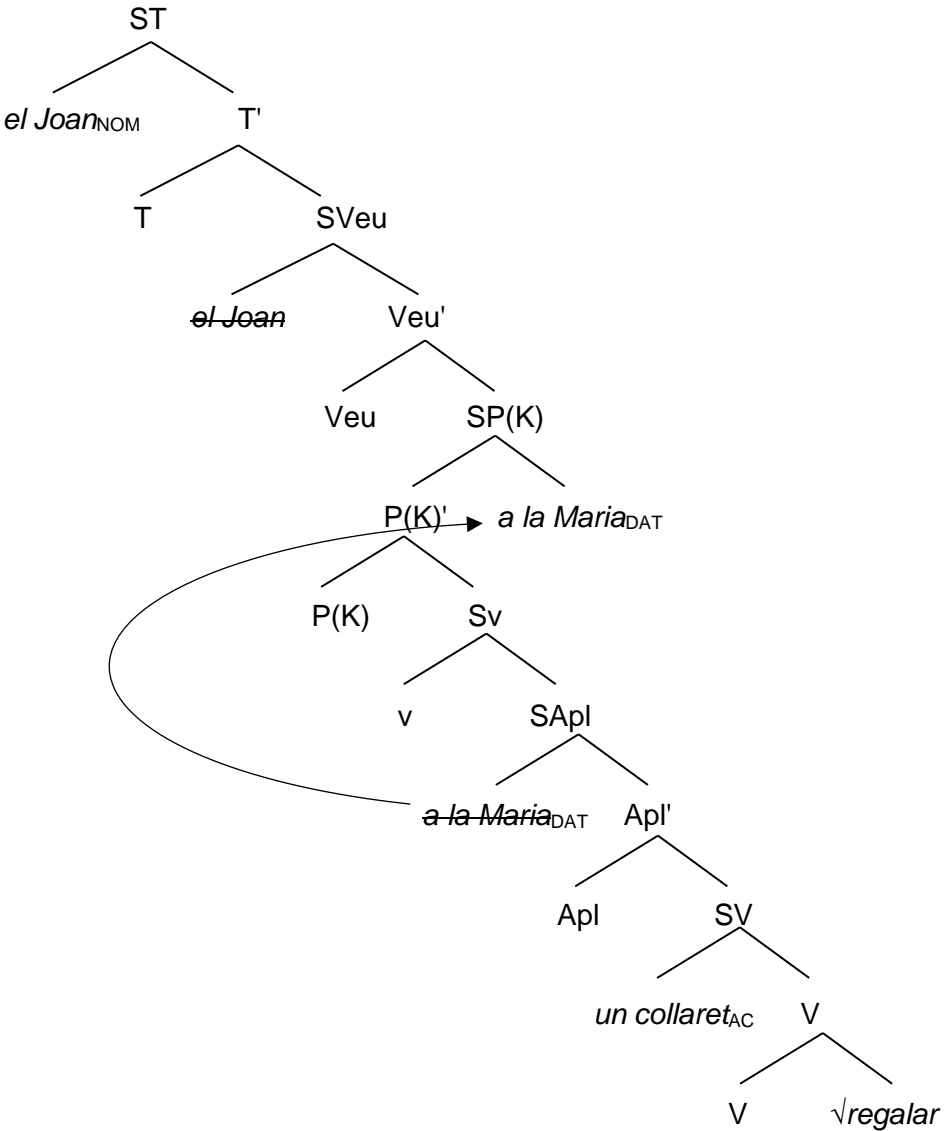 ST
el JoanNOM T'
T SVeu
el Joan Veu'
Veu SP(K)
P(K)' a la MariaDAT
P(K) Sv
v SApl
a la MariaDAT Apl'
Apl SV
un collaretAC V
V √regalar